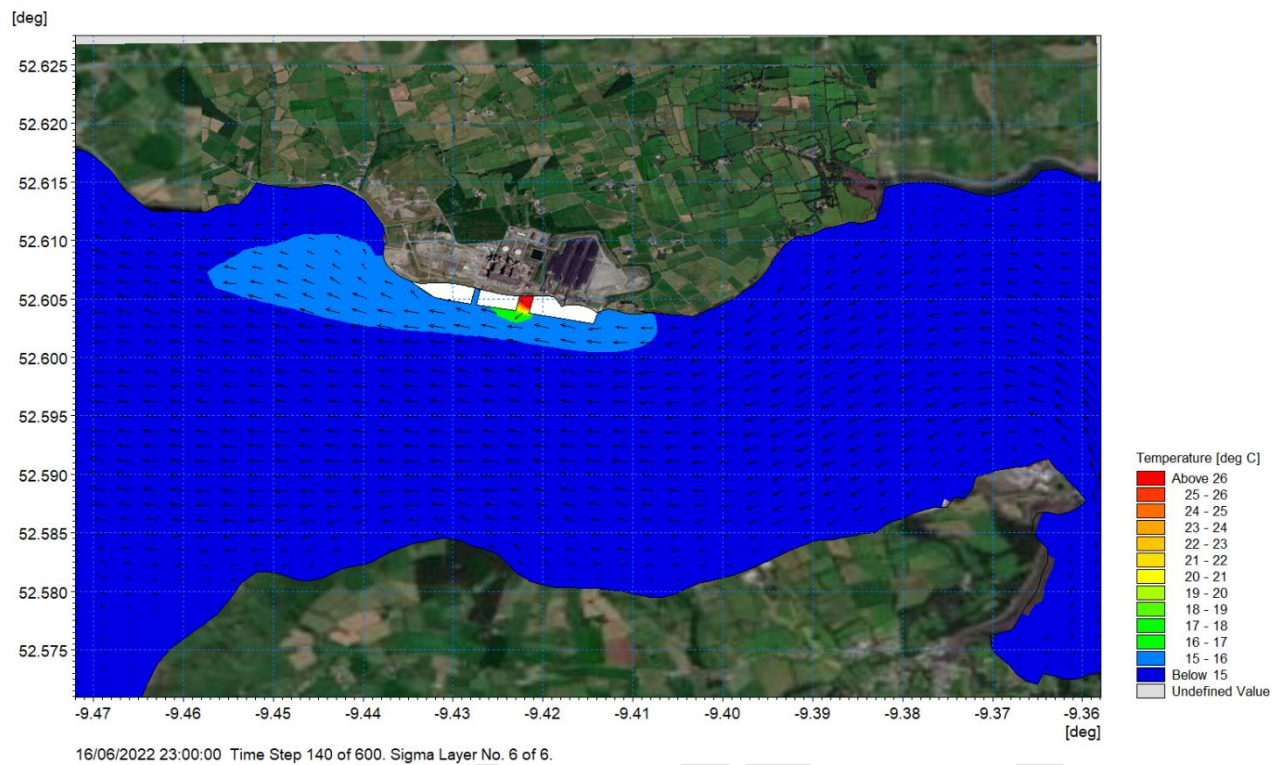 [deg]
52.625
52.620
52.615
52.610
52.605
52.600
52.595
52.590
52.585
52.580
52.575
-9.47 -9.46 -9.45 -9.44 -9.43 -9.42 -9.41 -9.40 -9.39 -9.38 -9.37 -9.36
[deg]
Temperature [deg C]
Above 26
25 - 26
24 - 25
23 - 24
22 - 23
21 - 22
20 - 21
19 - 20
18 - 19
17 - 18
16 - 17
15 - 16
Below 15
Undefined Value
16/06/2022 23:00:00 Time Step 140 of 600. Sigma Layer No. 6 of 6.